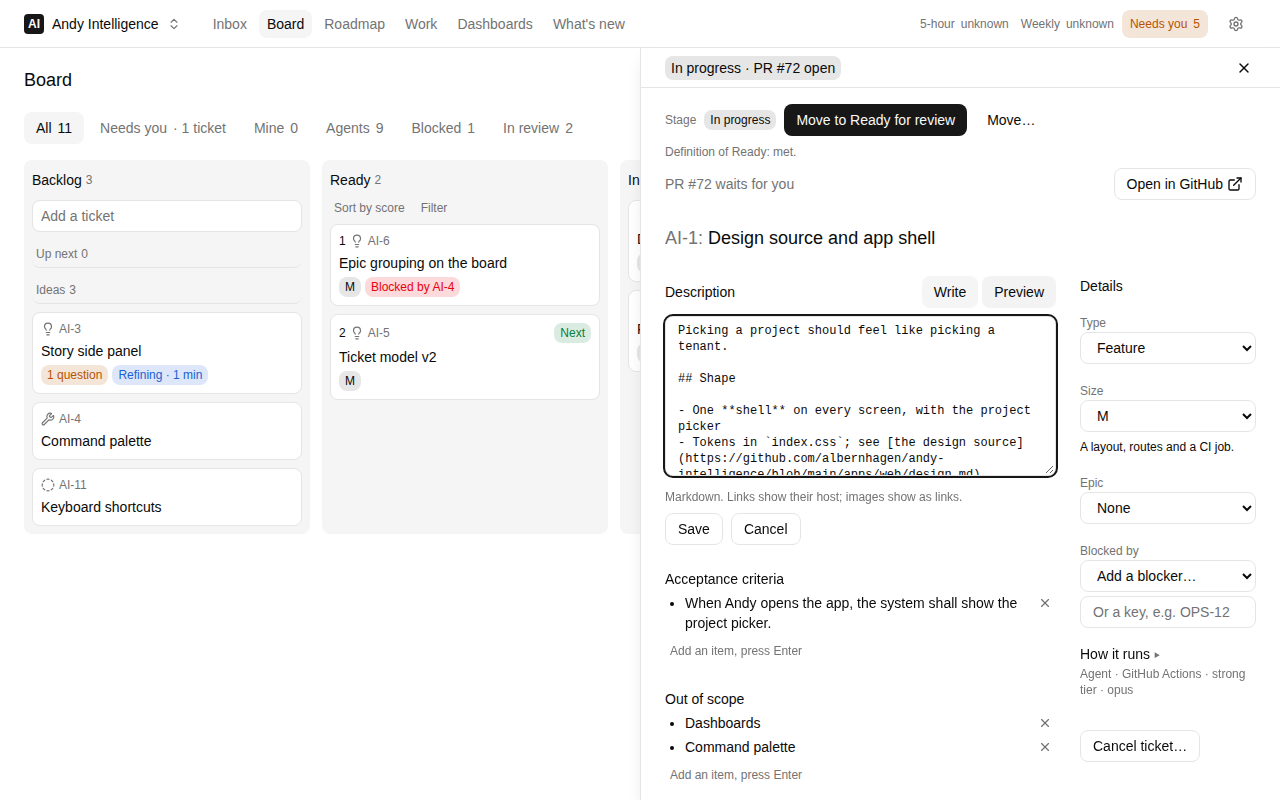 AI Andy Intelligence Inbox Board Roadmap Work Dashboards What's new 5-hour unknown Weekly unknown Needs you 5
Board
All 11 Needs you · 1 ticket Mine 0 Agents 9 Blocked 1 In review 2
Backlog 3
Add a ticket
Up next 0
Ideas 3
AI-3
Story side panel
1 question Refining · 1 min
AI-4
Command palette
AI-11
Keyboard shortcuts
Ready 2
Sort by score Filter
1 AI-6
Epic grouping on the board
M Blocked by AI-4
2 AI-5 Next
Ticket model v2
M
In progress · PR #72 open
Stage In progress Move to Ready for review Move…
Definition of Ready: met.
PR #72 waits for you Open in GitHub
AI-1: Design source and app shell
Description Write Preview
Picking a project should feel like picking a
tenant.
## Shape
- One **shell** on every screen, with the project
picker
- Tokens in `index.css`; see [the design source]
(https://github.com/albernhagen/andy-
intelligence/blob/main/apps/web/design.md)
Markdown. Links show their host; images show as links.
Save Cancel
Acceptance criteria
• When Andy opens the app, the system shall show the
project picker.
Add an item, press Enter
Out of scope
• Dashboards
• Command palette
Add an item, press Enter
Details
Type
Feature
Size
M
A layout, routes and a CI job.
Epic
None
Blocked by
Add a blocker…
Or a key, e.g. OPS-12
How it runs ▸
Agent · GitHub Actions · strong
tier · opus
Cancel ticket…